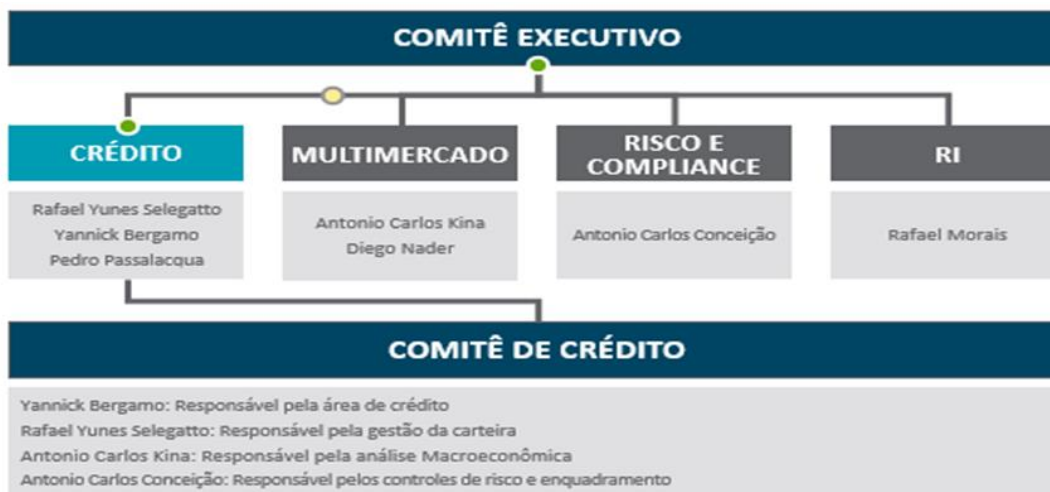 COMITÊ EXECUTIVO
CRÉDITO
Rafael Yunes Selegatto
Yannick Bergamo
Pedro Passalacqua
MULTIMERCADO
Antonio Carlos Kina
Diego Nader
RISCO E
COMPLIANCE
Antonio Carlos Conceição
RI
Rafael Morais
COMITÊ DE CRÉDITO
Yannick Bergamo: Responsável pela área de crédito
Rafael Yunes Selegatto: Responsável pela gestão da carteira
Antonio Carlos Kina: Responsável pela análise Macroeconômica
Antonio Carlos Conceição: Responsável pelos controles de risco e enquadramento